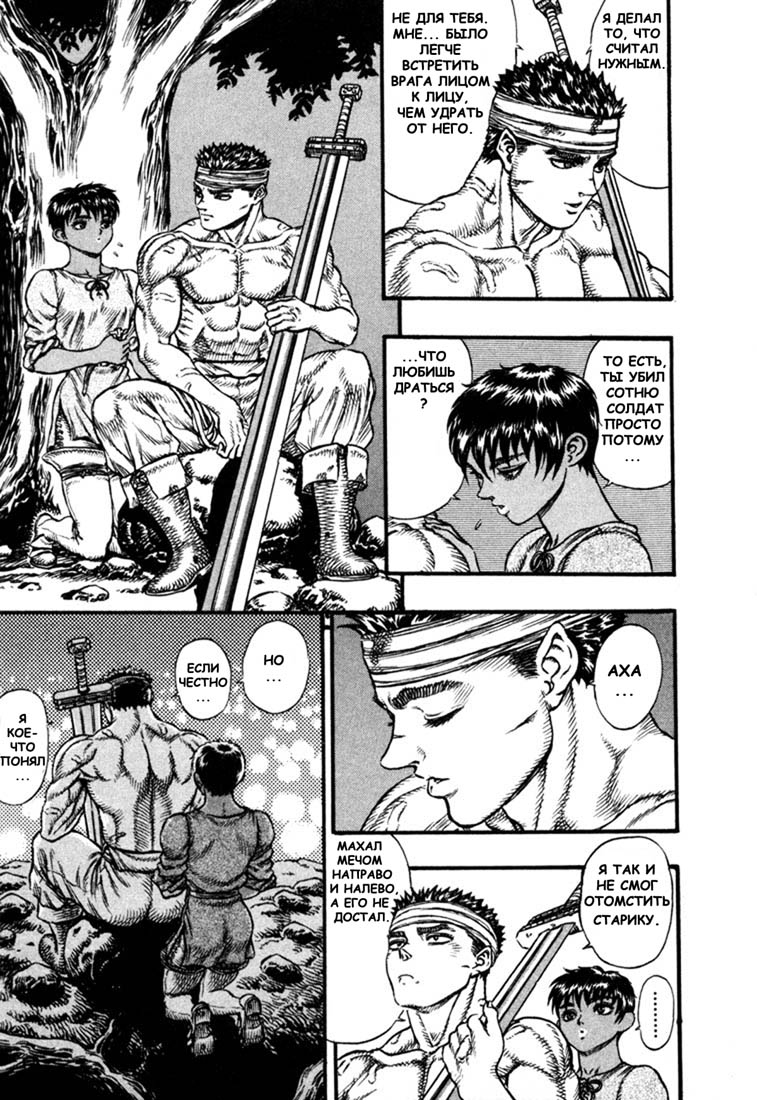 Я ДЕЛАЛ
ТО, ЧТО
СЧИТАЛ
НУЖНЫМ.
НЕ ДЛЯ ТЕБЯ.
МНЕ... БЫЛО
ЛЕГЧЕ
ВСТРЕТИТЬ
ВРАГА ЛИЦОМ
К ЛИЦУ,
ЧЕМ УДРАТЬ
ОТ НЕГО.
ТО ЕСТЬ,
ТЫ УБИЛ
СОТНЮ
СОЛДАТ
ПРОСТО
ПОТОМУ
...
...ЧТО
ЛЮБИШЬ
ДРАТЬСЯ
?
АХА
...
НО ...
ЕСЛИ
ЧЕСТНО
...
Я
КОЕ-
ЧТО
ПОНЯЛ
...
Я ТАК И
НЕ СМОГ
ОТОМСТИТЬ
СТАРИКУ.
МАХАЛ
МЕЧОМ
НАПРАВО
И НАЛЕВО,
А ЕГО НЕ
ДОСТАЛ.
......